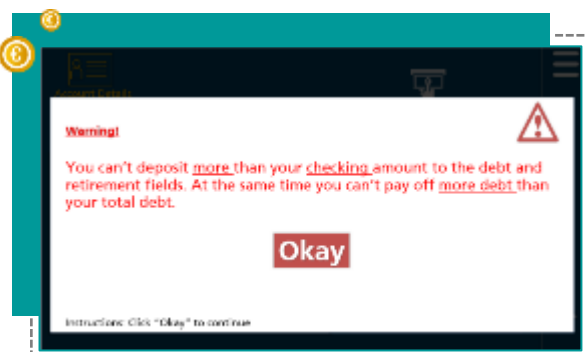 Account Details
Warning!
You can't deposit more than your checking amount to the debt and
retirement fields. At the same time you can't pay off more debt than
your total debt.
Okay
Instructions: Click "Okay" to continue